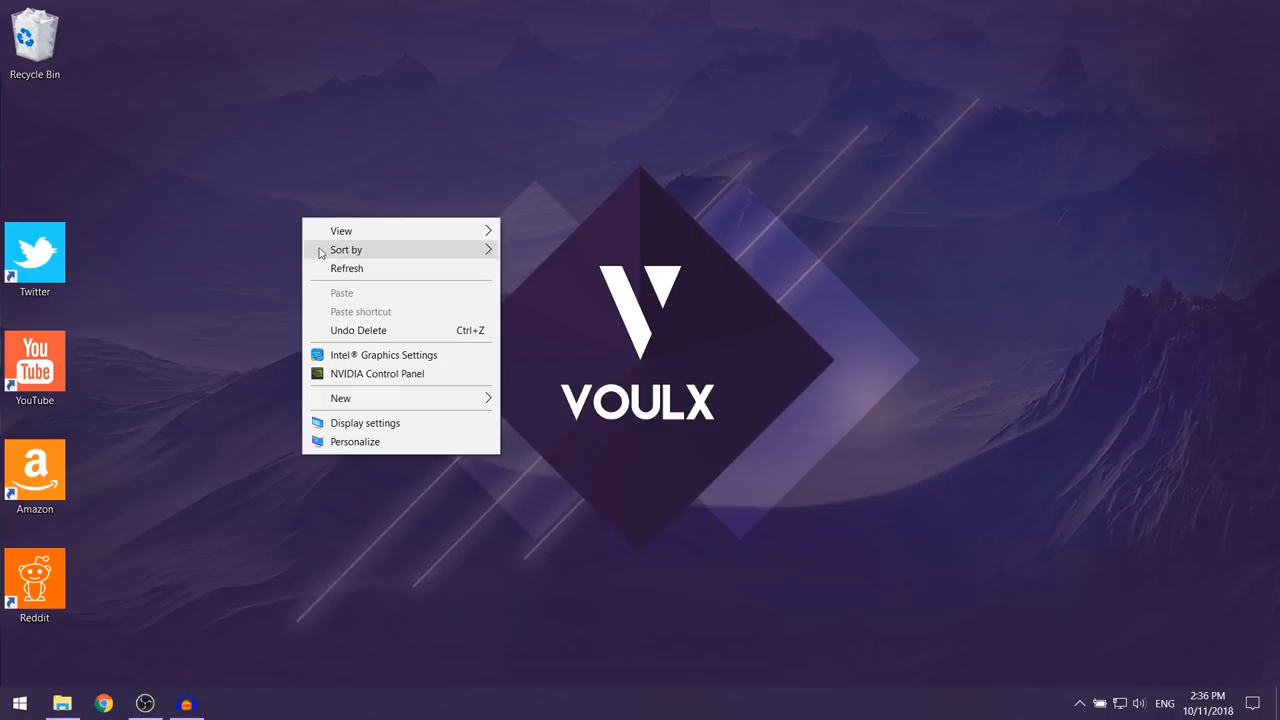 Recycle Bin
Twitter
You
Tube
YouTube
Amazon
Reddit
View
Sort by
Refresh
Paste
Paste shortcut
Undo Delete Ctrl+Z
Intel® Graphics Settings
NVIDIA Control Panel
New
Display settings
Personalize
VOULX
ENG
2:36 PM
10/11/2018